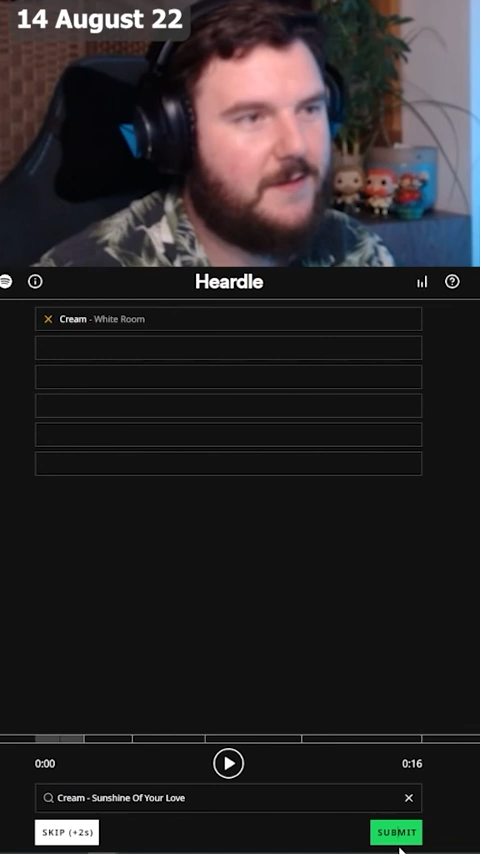 14 August 22
Heardle
Cream - White Room
0:00
0:16
Cream - Sunshine Of Your Love
SKIP (+2s)
SUBMIT